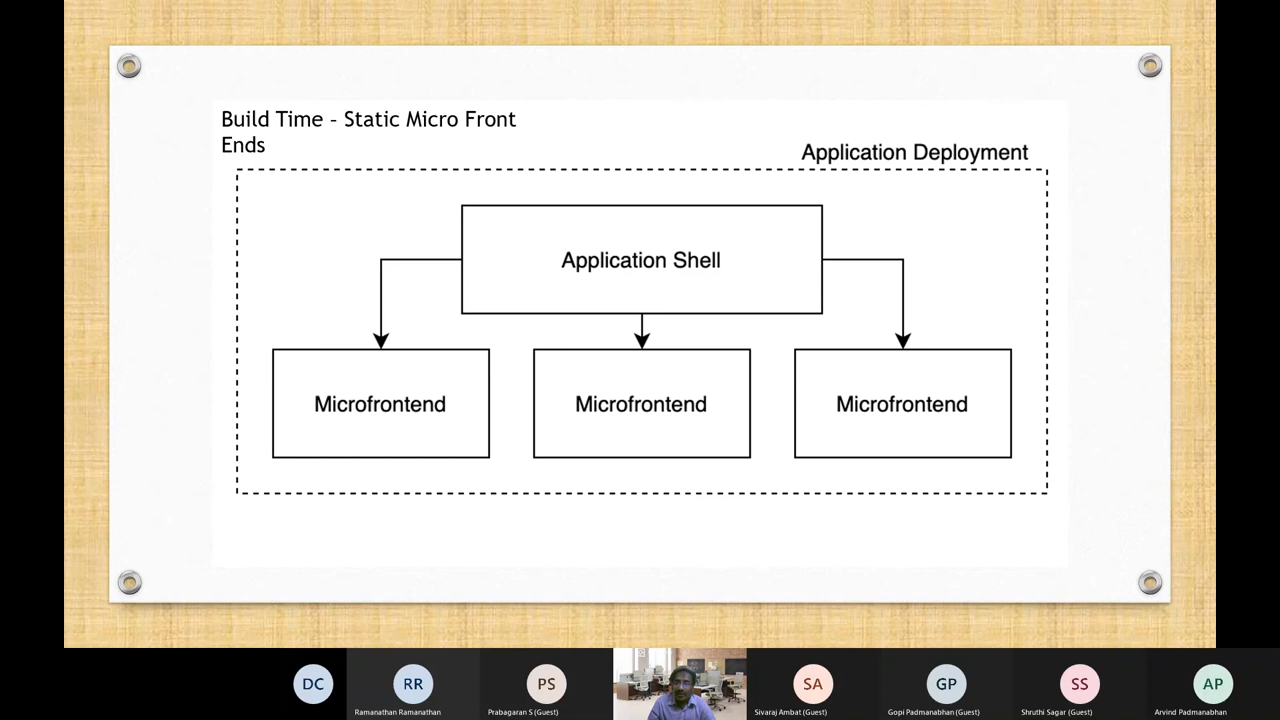 Build Time – Static Micro Front
Ends
Application Deployment
Application Shell
Microfrontend
Microfrontend
Microfrontend
DC
RR
PS
SA
GP
SS
AP
Ramanathan Ramanathan
Prabagaran S (Guest)
Sivaraj Ambat (Guest)
Gopi Padmanabhan (Guest)
Shruthi Sagar (Guest)
Arvind Padmanabhan